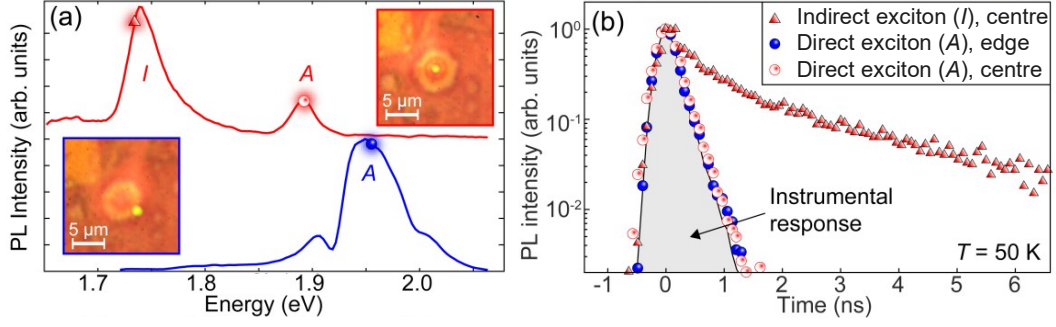 (a)
PL Intensity (arb. units)
I
A
5 μm
5 μm
A
1.7
1.8
1.9
2.0
Energy (eV)
(b)
PL intensity (arb. units)
10⁰
10⁻¹
10⁻²
Indirect exciton (I), centre
Direct exciton (A), edge
Direct exciton (A), centre
Instrumental
response
T = 50 K
-1 0 1 2 3 4 5 6
Time (ns)